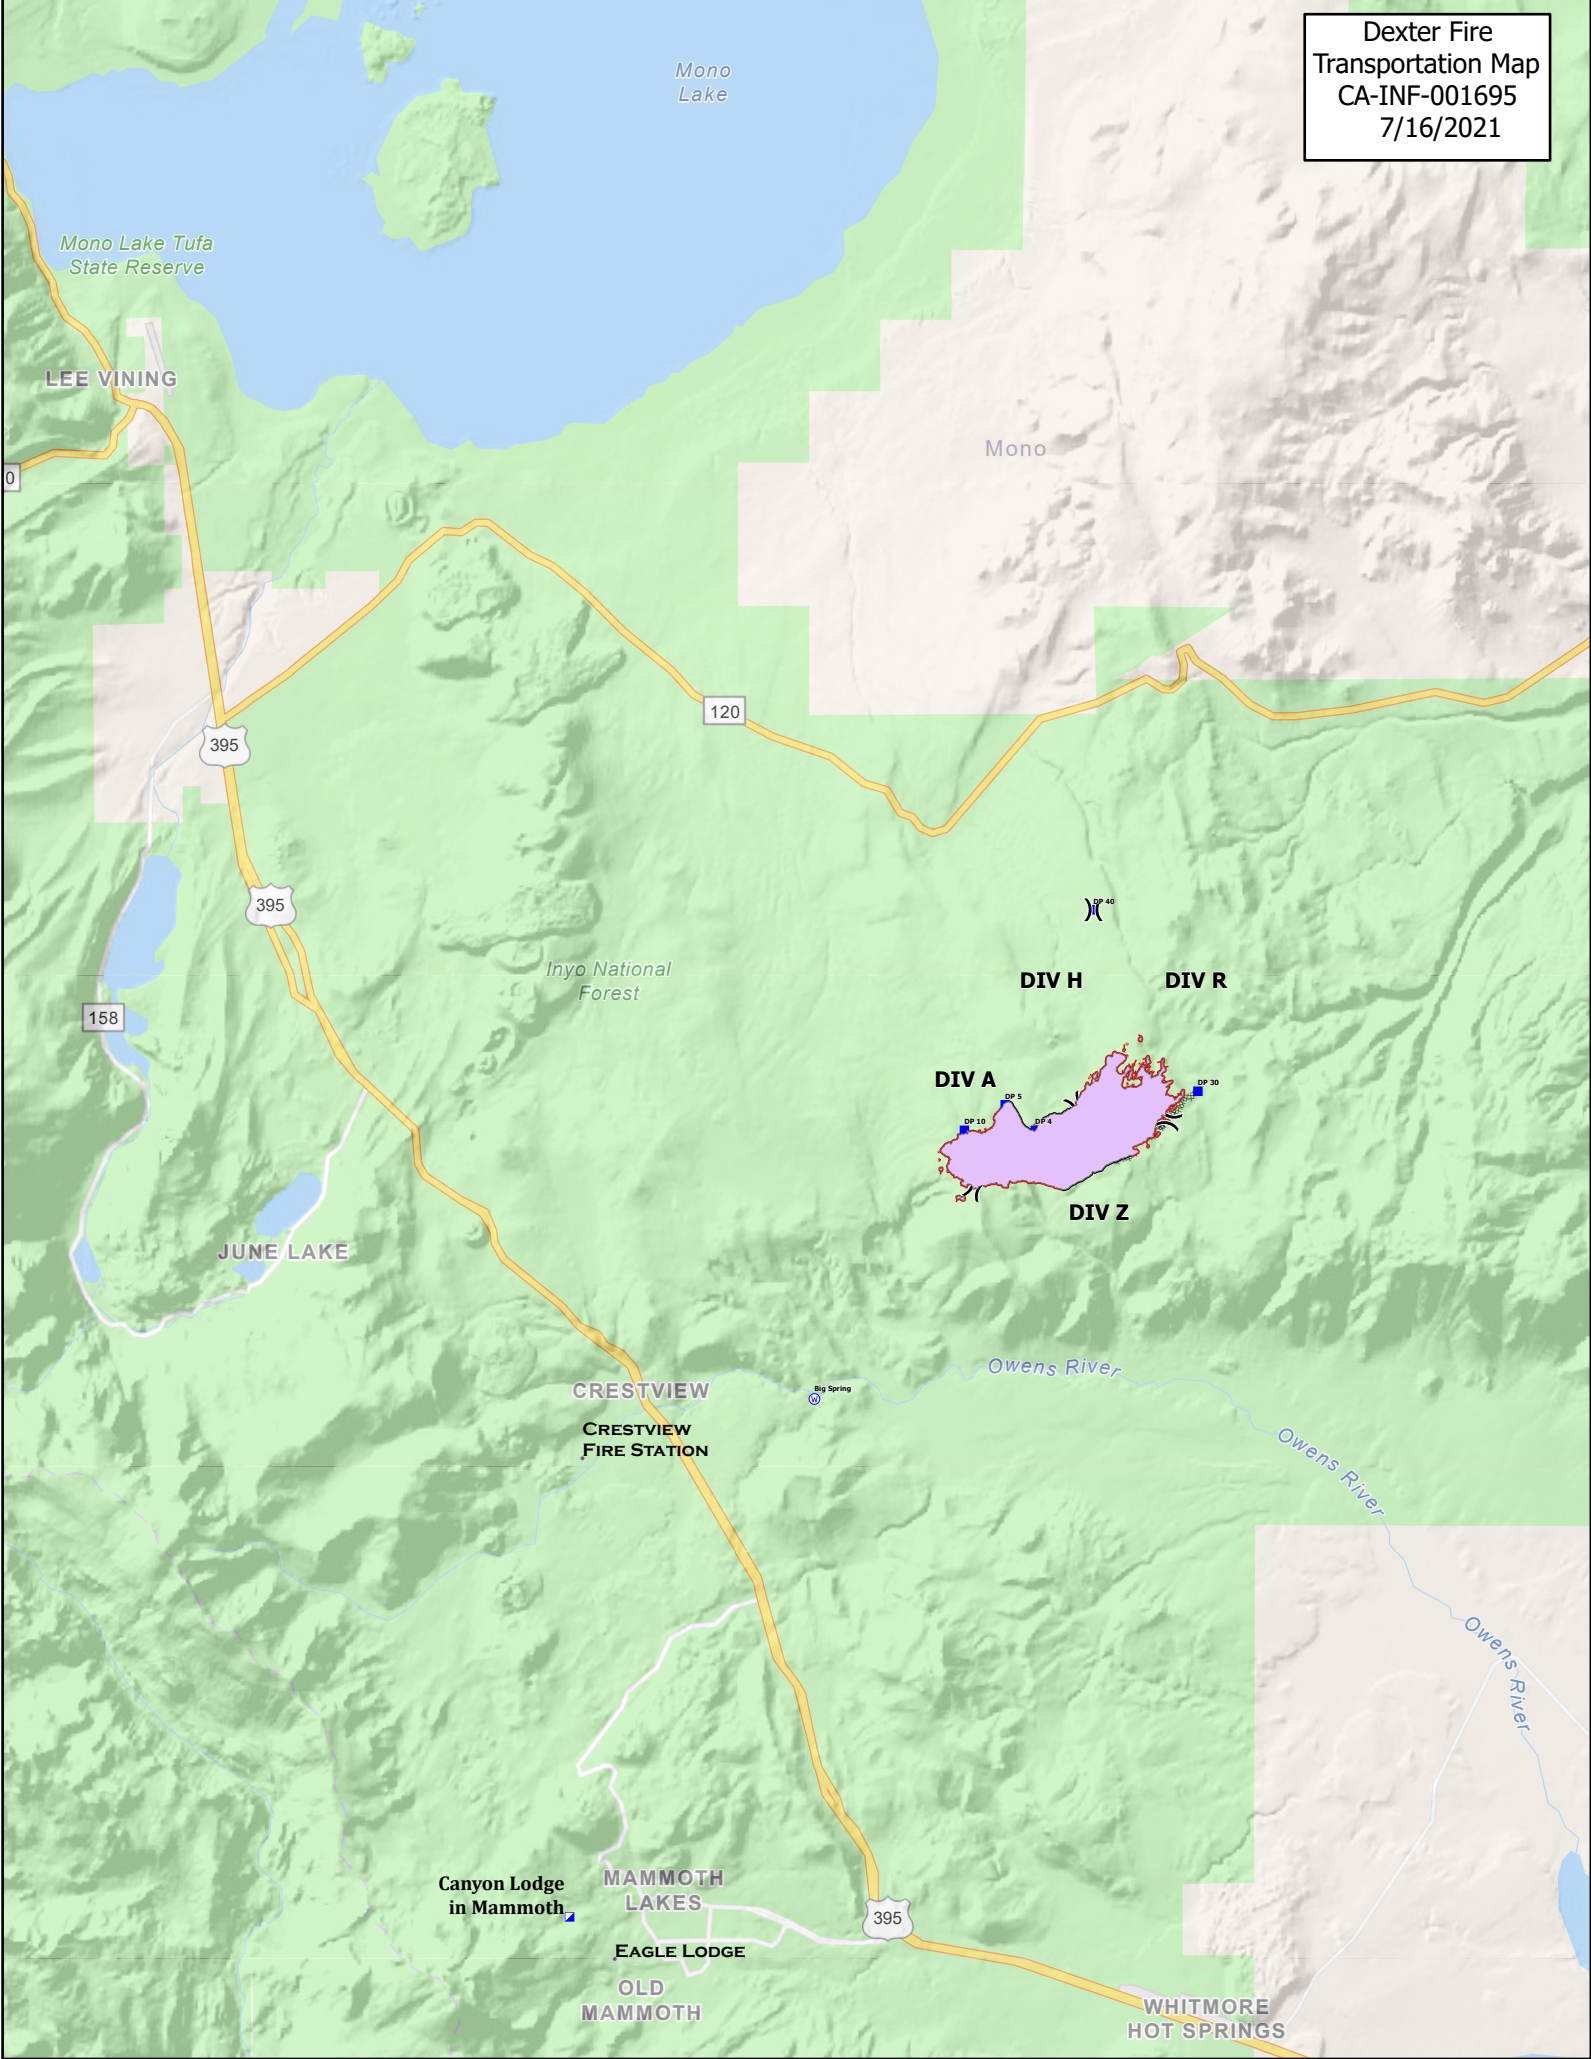 Dexter Fire
Transportation Map
CA-INF-001695
7/16/2021
Mono
Lake
Mono Lake Tufa
State Reserve
LEE VINING
Mono
0
120
395
395
DP 40
Inyo National
Forest
DIV H
DIV R
158
DIV A
DP 30
DP 5
DP 10
DP 4
DIV Z
JUNE LAKE
Owens River
CRESTVIEW
Big Spring
W
CRESTVIEW
FIRE STATION
Owens River
Owens River
Canyon Lodge
in Mammoth
MAMMOTH
LAKES
395
EAGLE LODGE
OLD
MAMMOTH
WHITMORE
HOT SPRINGS